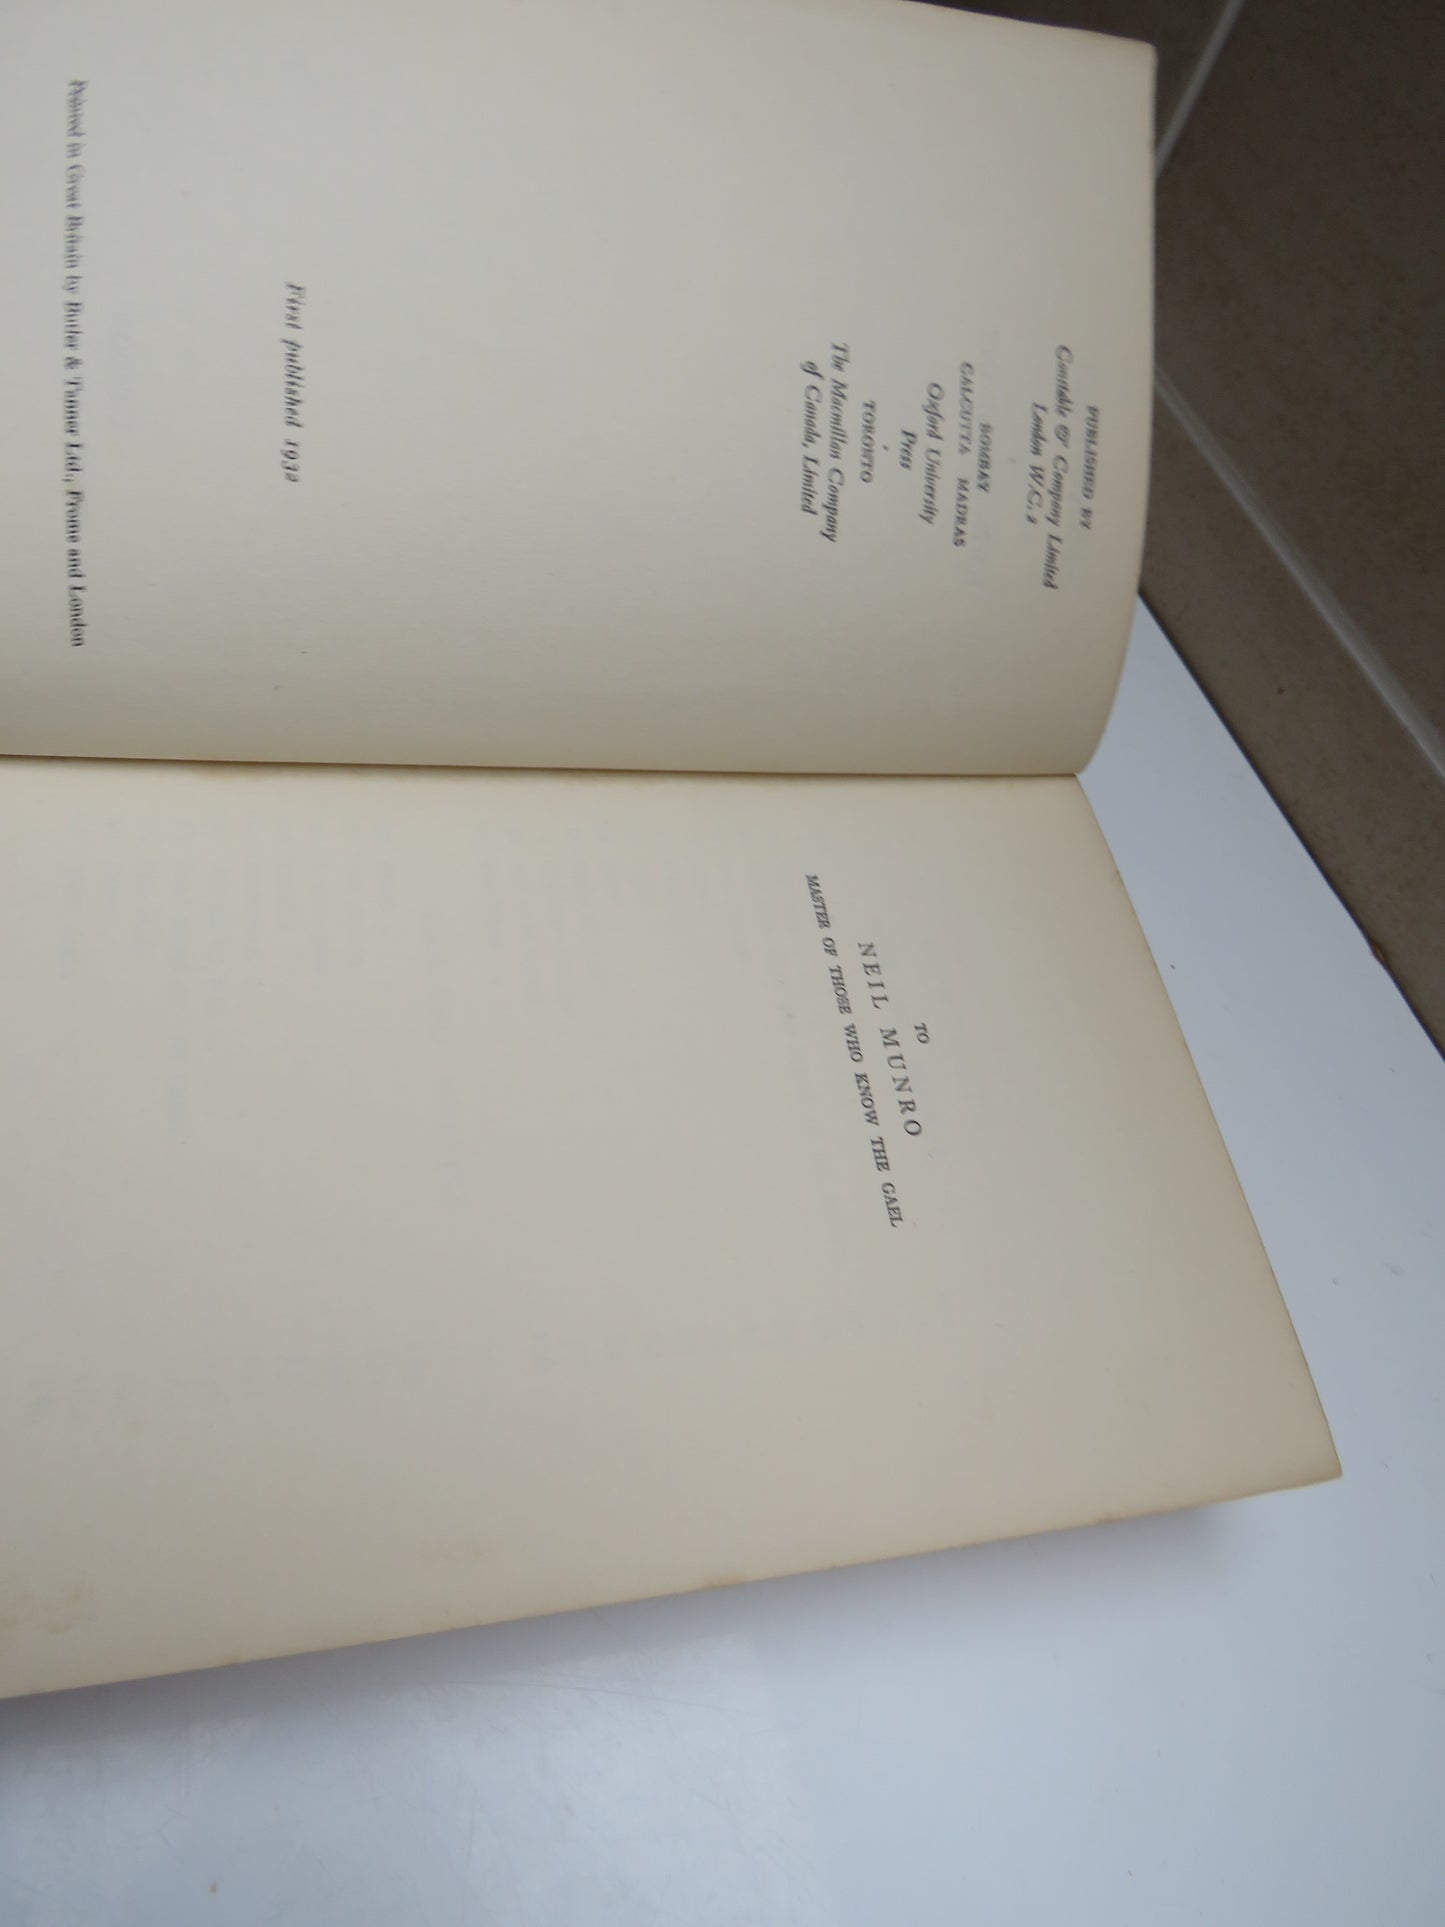 PUBLISHED BY
Constable & Company Limited
London W.C. 2
BOMBAY
CALCUTTA MADRAS
Oxford University
Press
TORONTO
The Macmillan Company
of Canada, Limited
First published 1932
Printed in Great Britain by Butler & Tanner Ltd., Frome and London
TO
NEIL MUNRO
MASTER OF THOSE WHO KNOW THE GAEL